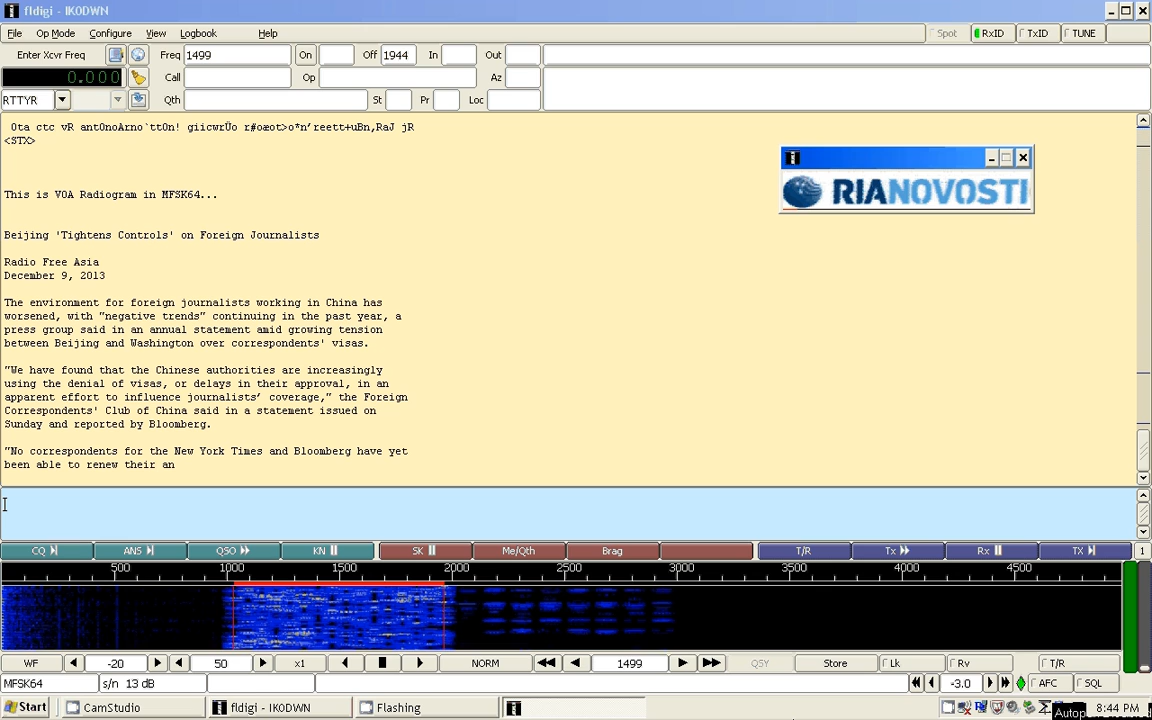 fldigi - IK0DWN
File Op Mode Configure View Logbook Help Spot RxID TxID TUNE
Enter Xcvr Freq Freq 1499 On Off 1944 In Out
0.000 Call Op Az
RTTYR Qth St Pr Loc
<STX>
This is VOA Radiogram in MFSK64...
RIANOVOSTI
Beijing 'Tightens Controls' on Foreign Journalists
Radio Free Asia
December 9, 2013
The environment for foreign journalists working in China has
worsened, with "negative trends" continuing in the past year, a
press group said in an annual statement amid growing tension
between Beijing and Washington over correspondents' visas.
"We have found that the Chinese authorities are increasingly
using the denial of visas, or delays in their approval, in an
apparent effort to influence journalists' coverage," the Foreign
Correspondents' Club of China said in a statement issued on
Sunday and reported by Bloomberg.
"No correspondents for the New York Times and Bloomberg have yet
been able to renew their an
CQ ANS QSO KN SK Me/Qth Brag T/R Tx Rx TX 1
500 1000 1500 2000 2500 3000 3500 4000 4500
WF -20 50 x1 NORM 1499 QSY Store Lk Rv T/R
MFSK64 s/n 13 dB -3.0 AFC SQL
Start CamStudio fldigi - IK0DWN Flashing 8:44 PM